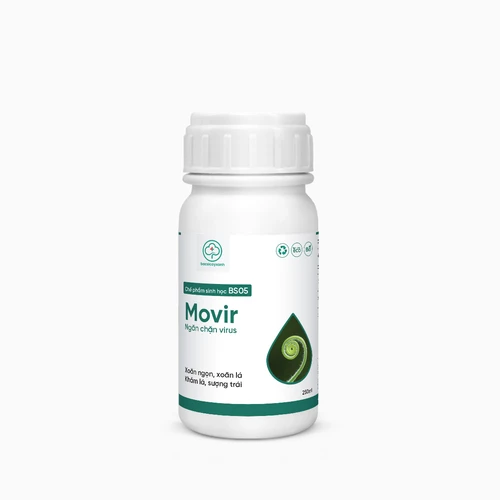 Chế phẩm sinh học BS05
Movir
Ngăn chặn virus
Xoăn ngọn, xoăn lá
Khảm lá, sượng trái
250ml